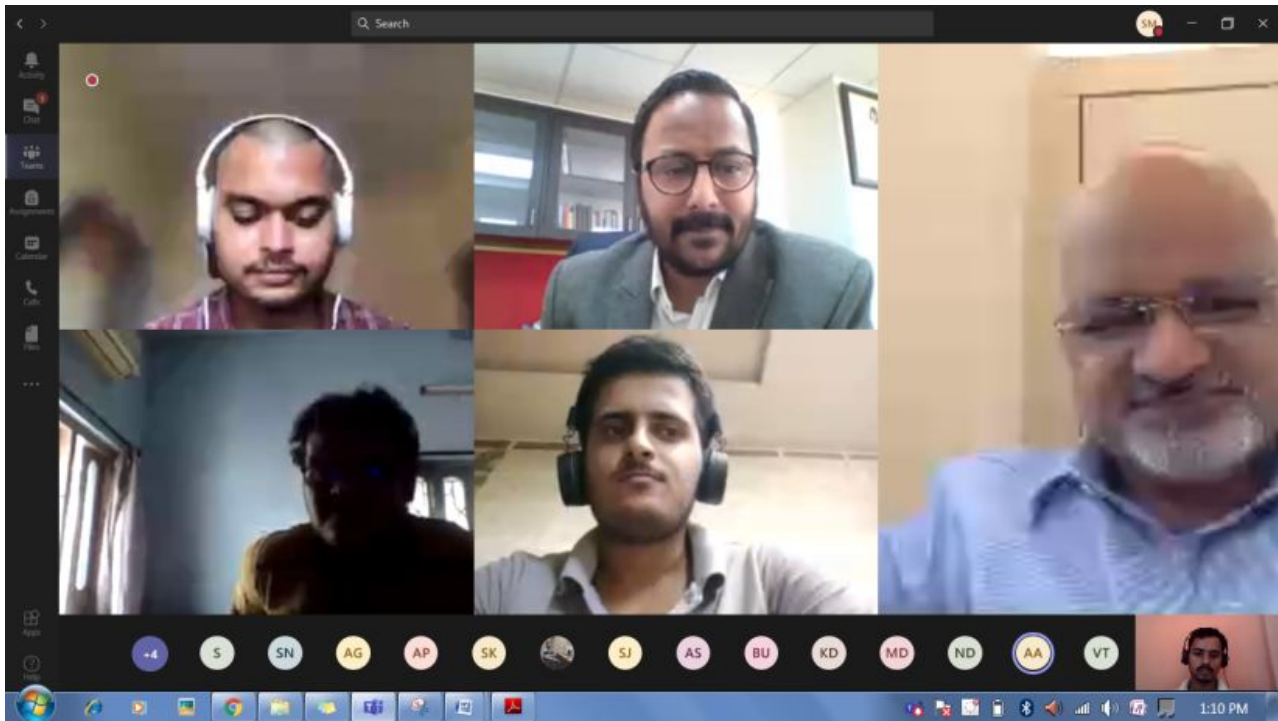 Search
SM
Activity
Chat
Teams
Assignments
Calendar
Calls
Files
...
Apps
Help
+4
S
SN
AG
AP
SK
SJ
AS
BU
KD
MD
ND
AA
VT
1:10 PM